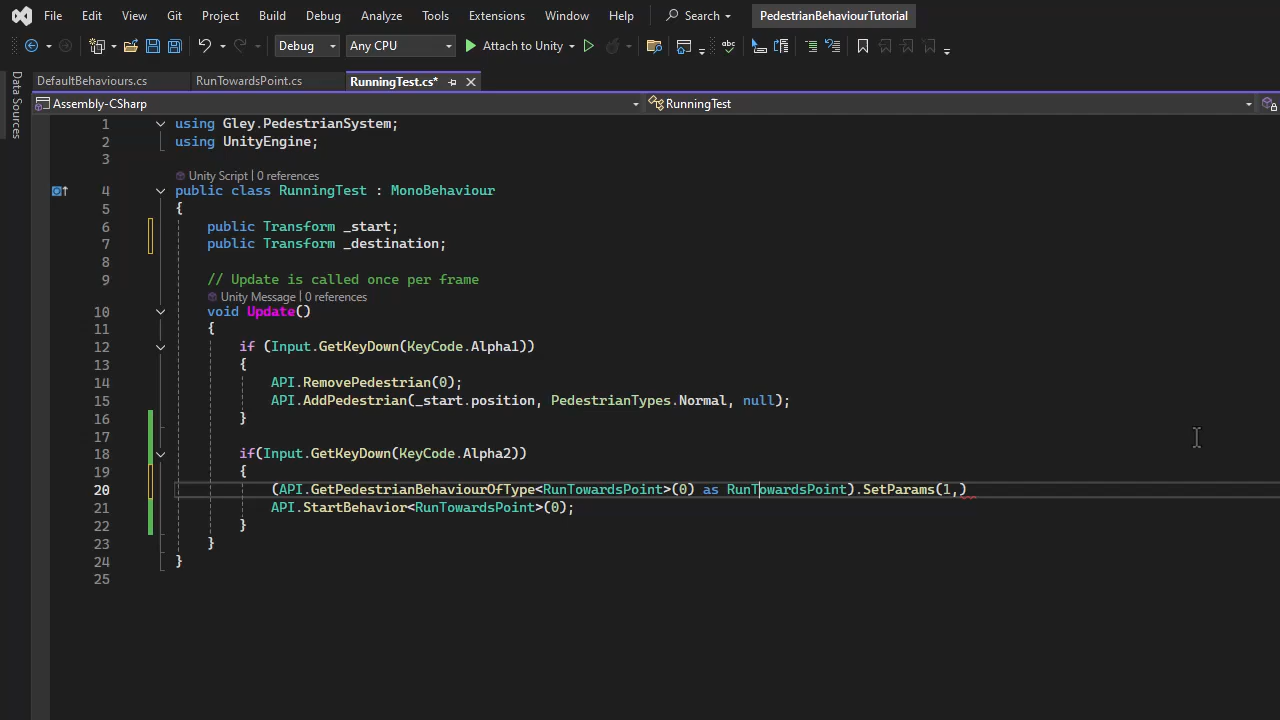 File Edit View Git Project Build Debug Analyze Tools Extensions Window Help Search PedestrianBehaviourTutorial
Debug Any CPU Attach to Unity
Data Sources
DefaultBehaviours.cs RunTowardsPoint.cs RunningTest.cs*
Assembly-CSharp RunningTest
1 using Gley.PedestrianSystem;
2 using UnityEngine;
3
Unity Script | 0 references
4 public class RunningTest : MonoBehaviour
5 {
6 public Transform _start;
7 public Transform _destination;
8
9 // Update is called once per frame
Unity Message | 0 references
10 void Update()
11 {
12 if (Input.GetKeyDown(KeyCode.Alpha1))
13 {
14 API.RemovePedestrian(0);
15 API.AddPedestrian(_start.position, PedestrianTypes.Normal, null);
16 }
17
18 if(Input.GetKeyDown(KeyCode.Alpha2))
19 {
20 (API.GetPedestrianBehaviourOfType<RunTowardsPoint>(0) as RunTowardsPoint).SetParams(1,)
21 API.StartBehavior<RunTowardsPoint>(0);
22 }
23 }
24 }
25